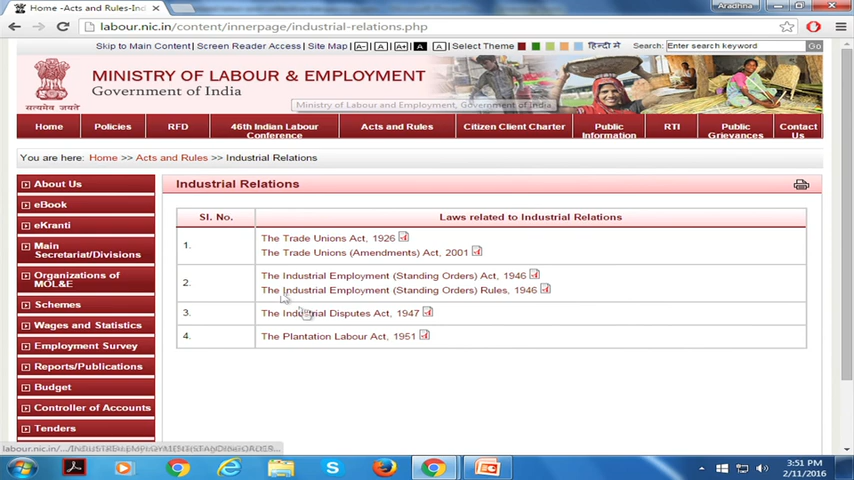 Home -Acts and Rules-Ind
Aradhna
labour.nic.in/content/innerpage/industrial-relations.php
Skip to Main Content | Screen Reader Access | Site Map A- A A+ A A Select Theme हिन्दी में Search: Enter search keyword Go
MINISTRY OF LABOUR & EMPLOYMENT
Government of India
सत्यमेव जयते
Ministry of Labour and Employment, Government of India
Home Policies RFD 46th Indian Labour Conference Acts and Rules Citizen Client Charter Public Information RTI Public Grievances Contact Us
You are here: Home >> Acts and Rules >> Industrial Relations
About Us
eBook
eKranti
Main Secretariat/Divisions
Organizations of MOL&E
Schemes
Wages and Statistics
Employment Survey
Reports/Publications
Budget
Controller of Accounts
Tenders
Industrial Relations
Sl. No. Laws related to Industrial Relations
1. The Trade Unions Act, 1926
The Trade Unions (Amendments) Act, 2001
2. The Industrial Employment (Standing Orders) Act, 1946
The Industrial Employment (Standing Orders) Rules, 1946
3. The Industrial Disputes Act, 1947
4. The Plantation Labour Act, 1951
3:51 PM
2/11/2016